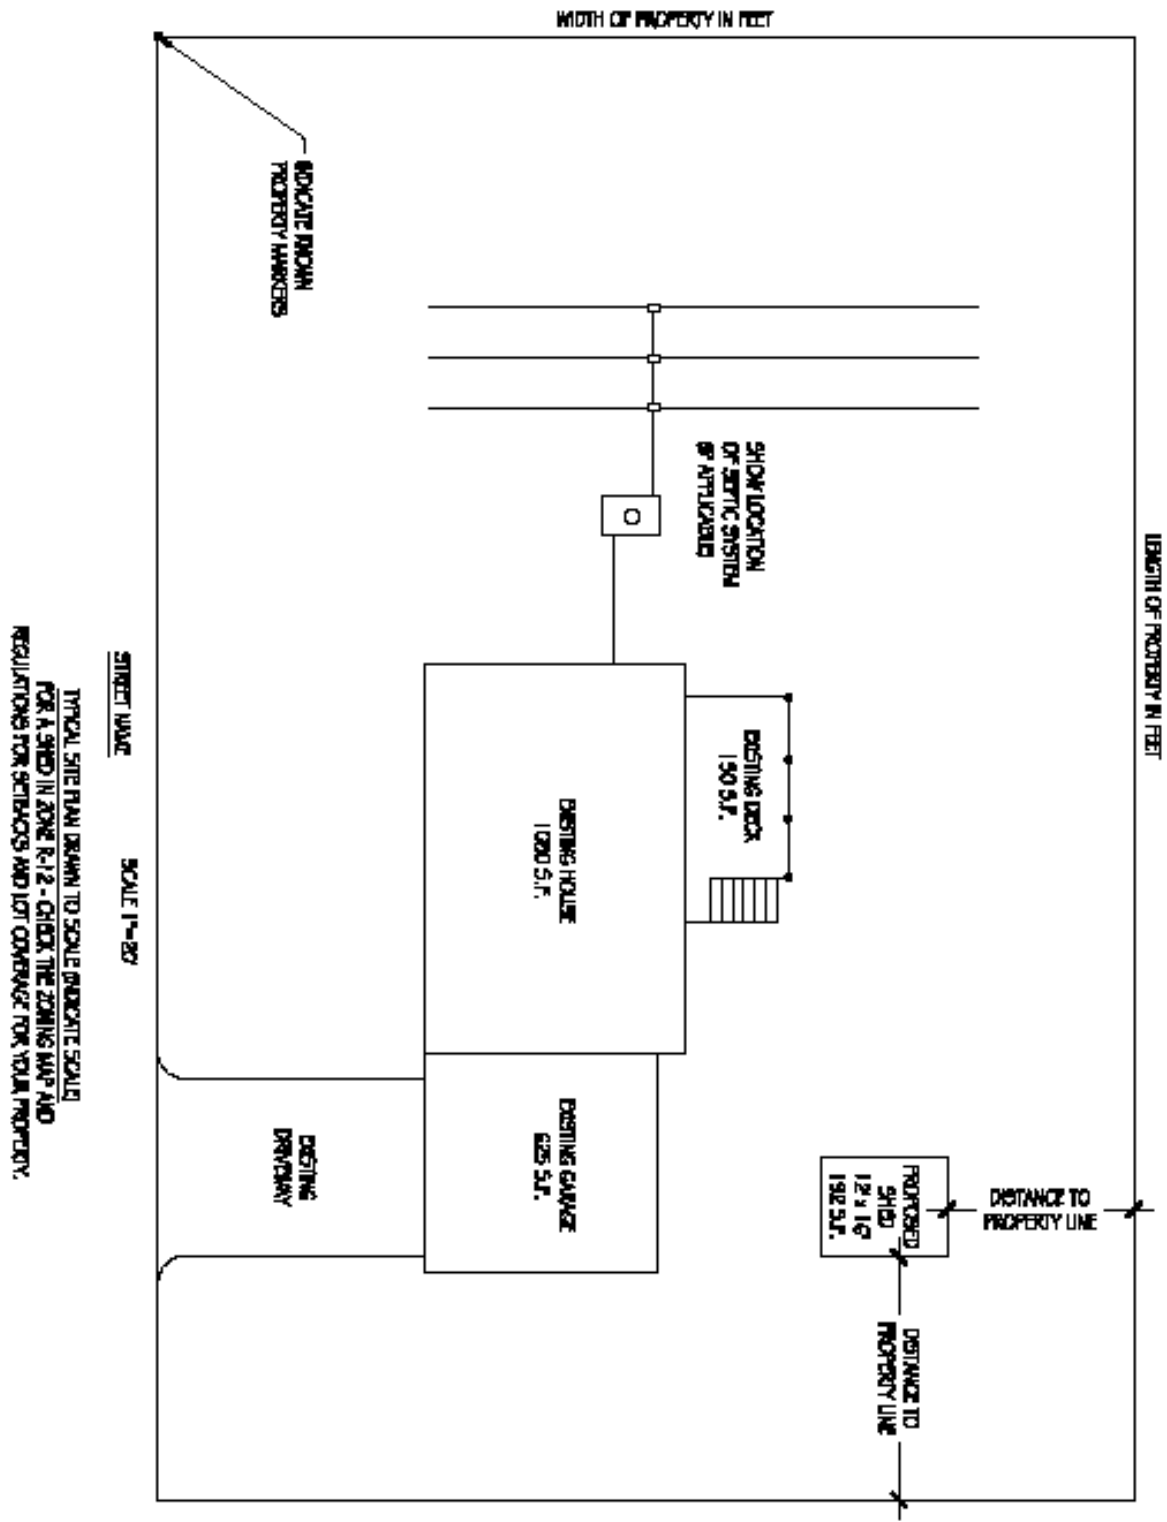 WIDTH OF PROPERTY IN FEET
INDICATE KNOWN
PROPERTY MARKERS
SHOW LOCATION
OF SEPTIC SYSTEM
(IF APPLICABLE)
LENGTH OF PROPERTY IN FEET
EXISTING DECK
150 S.F.
EXISTING HOUSE
S.F.
EXISTING GARAGE
625 S.F.
EXISTING
DRIVEWAY
PROPOSED
SHED
12' x 16'
192 S.F.
DISTANCE TO
PROPERTY LINE
DISTANCE TO
PROPERTY LINE
STREET NAME
SCALE 1"=20'
TYPICAL SITE PLAN DRAWN TO SCALE (INDICATE SCALE)
FOR A SHED IN ZONE R-12 - CHECK THE ZONING MAP AND
REGULATIONS FOR SETBACKS AND LOT COVERAGE FOR YOUR PROPERTY.